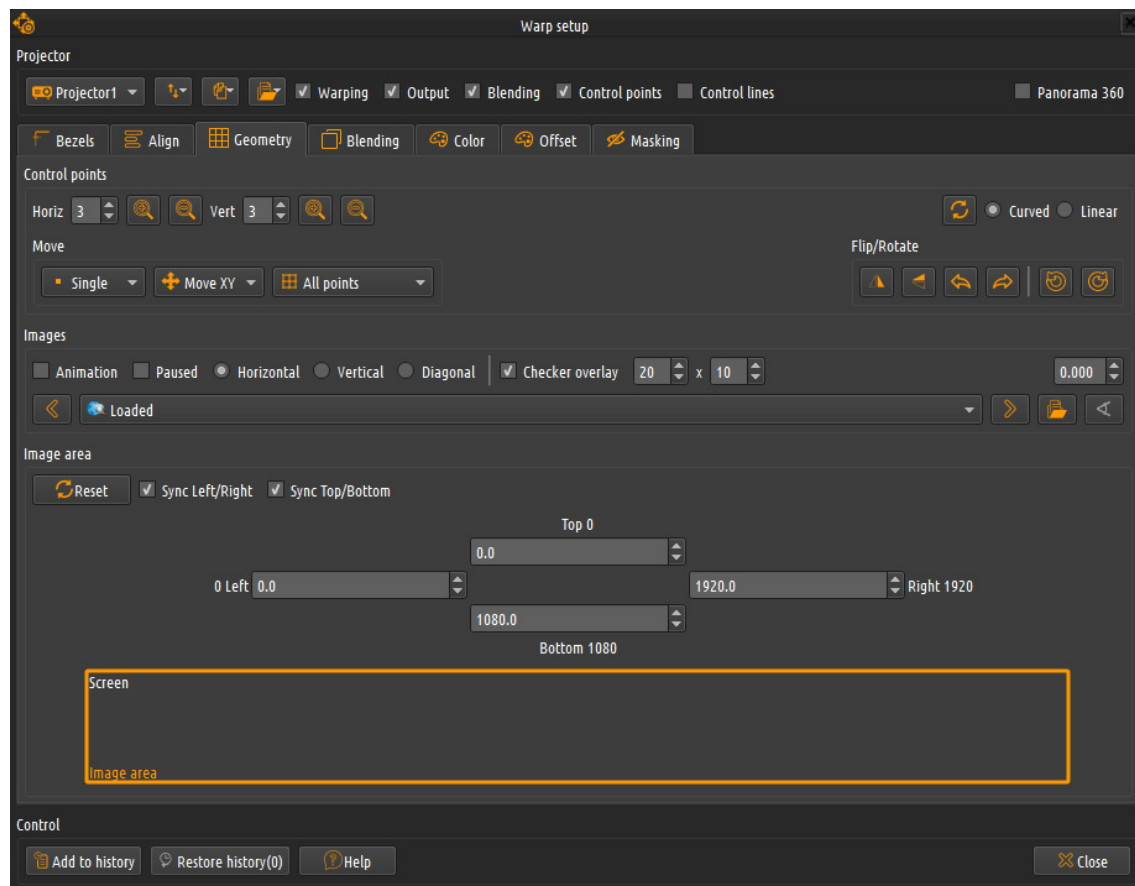 Warp setup
Projector
Projector1 Warping Output Blending Control points Control lines Panorama 360
Bezels Align Geometry Blending Color Offset Masking
Control points
Horiz 3 Vert 3 Curved Linear
Move Flip/Rotate
Single Move XY All points
Images
Animation Paused Horizontal Vertical Diagonal Checker overlay 20 x 10 0.000
Loaded
Image area
Reset Sync Left/Right Sync Top/Bottom
Top 0
0.0
0 Left 0.0 1920.0 Right 1920
1080.0
Bottom 1080
Screen
Image area
Control
Add to history Restore history(0) Help Close